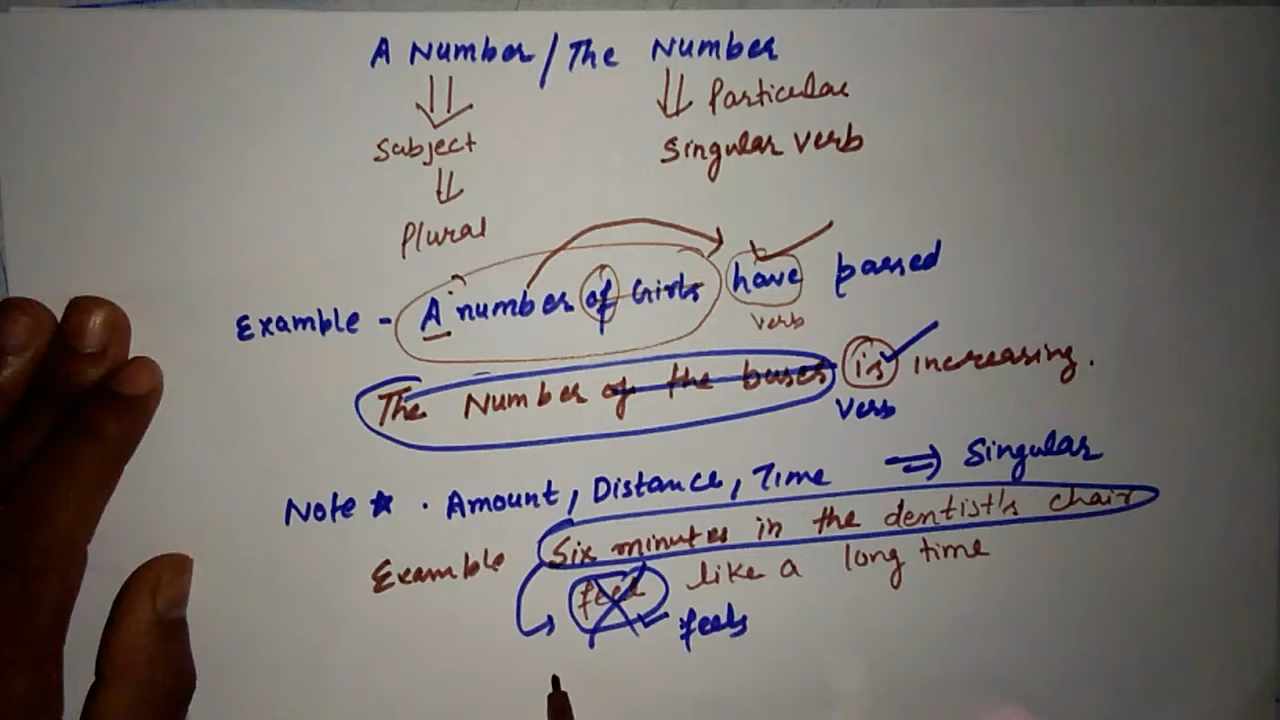 A Number / The Number
Particular
Subject
Singular verb
Plural
Examble - A number of Girls have passed
verb
The Number of the buses is increasing.
Verb
Note * . Amount, Distance, Time ⇒ Singular
Examble Six minutes in the dentist's chair
feel like a long time
feels